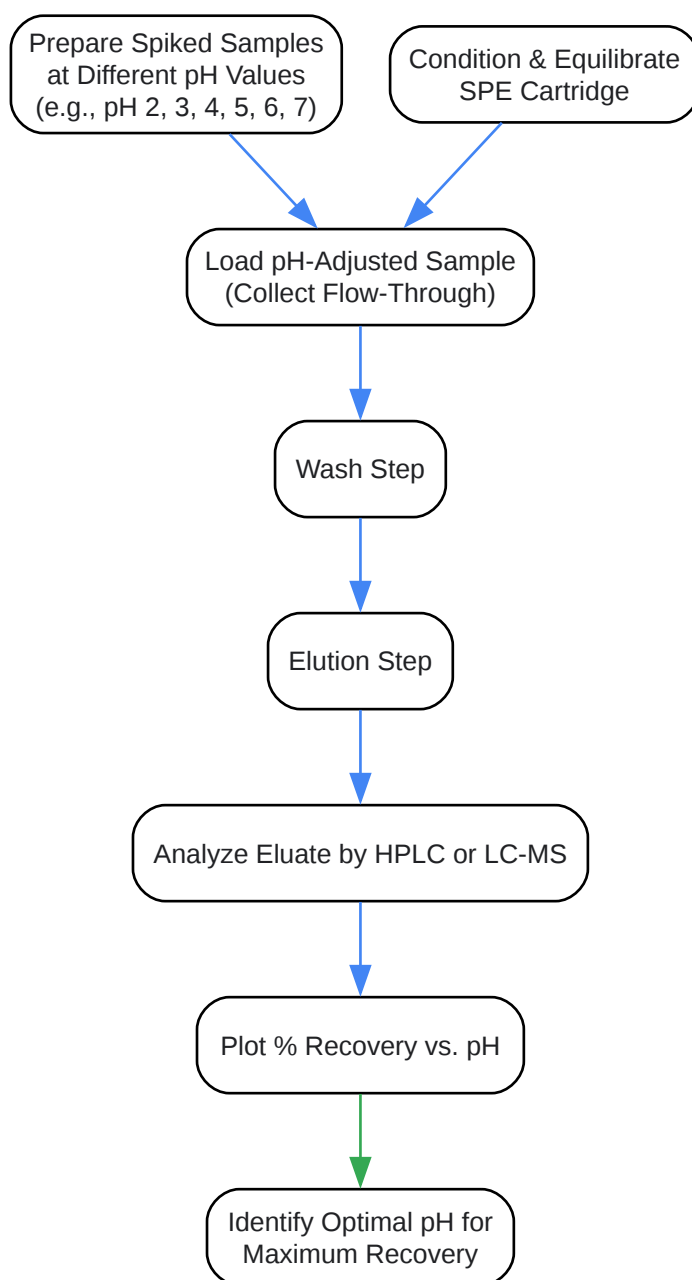 Prepare Spiked Samples
at Different pH Values
(e.g., pH 2, 3, 4, 5, 6, 7)
Condition & Equilibrate
SPE Cartridge
Load pH-Adjusted Sample
(Collect Flow-Through)
Wash Step
Elution Step
Analyze Eluate by HPLC or LC-MS
Plot % Recovery vs. pH
Identify Optimal pH for
Maximum Recovery